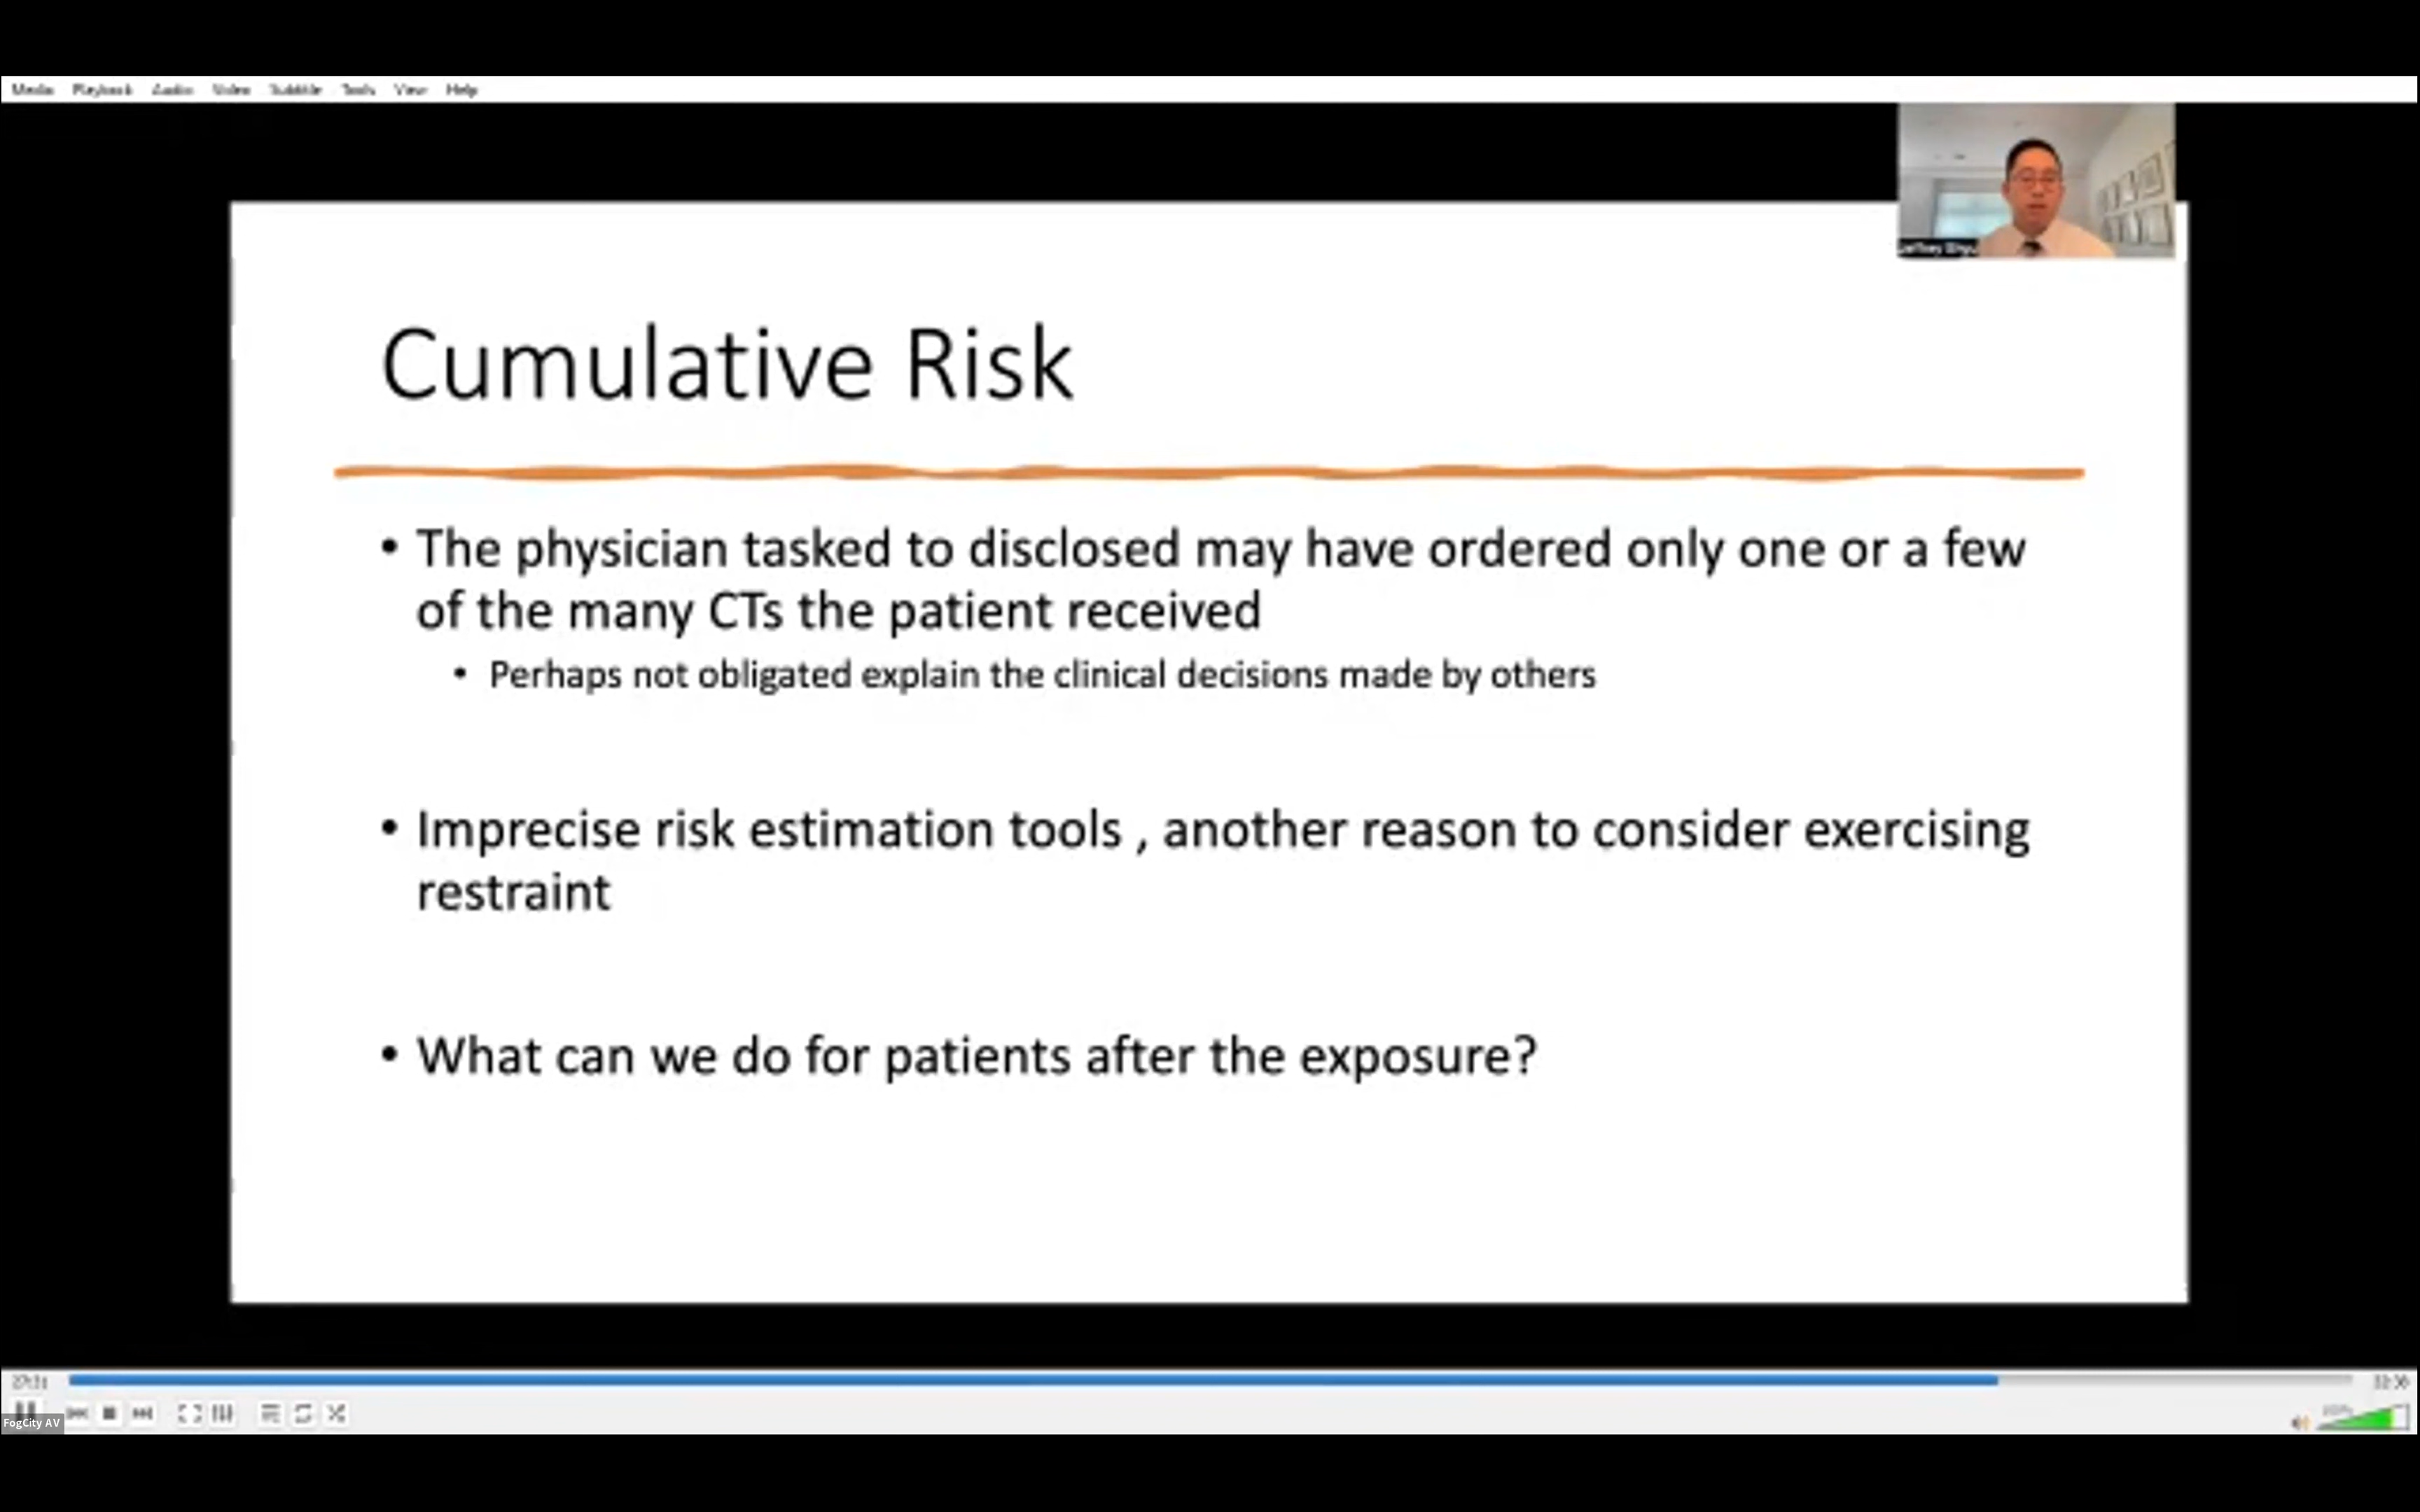 Media Playback Audio Video Subtitle Tools View Help
Cumulative Risk
• The physician tasked to disclosed may have ordered only one or a few
of the many CTs the patient received
• Perhaps not obligated explain the clinical decisions made by others
• Imprecise risk estimation tools , another reason to consider exercising
restraint
• What can we do for patients after the exposure?
FogCity AV